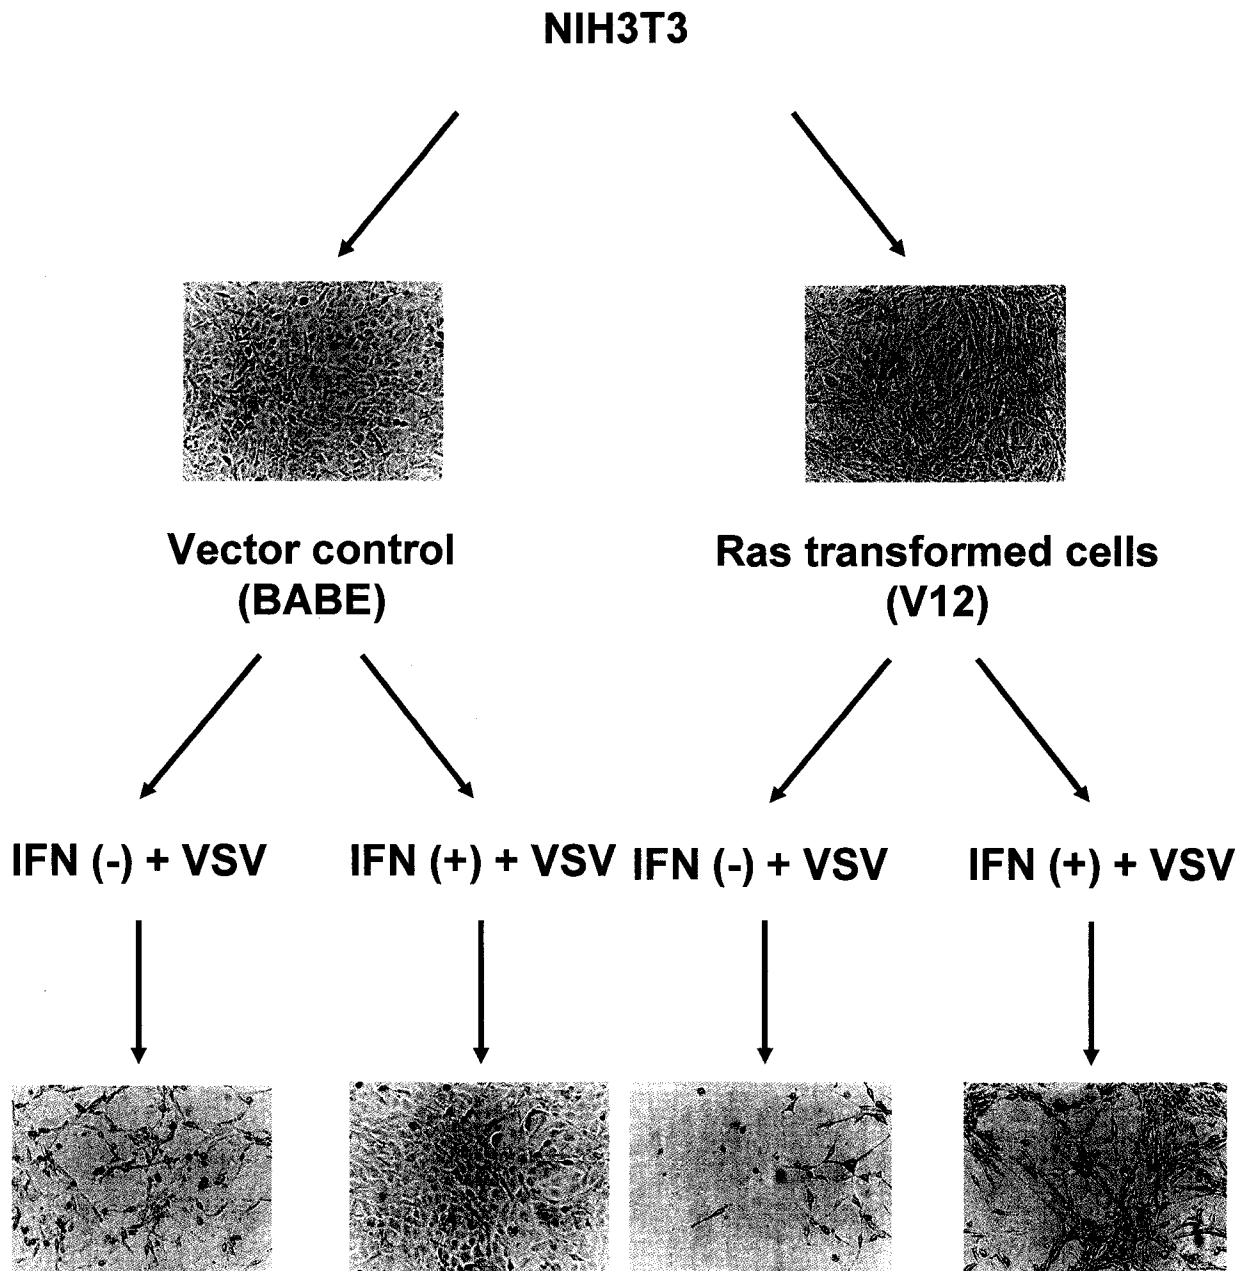 NIH3T3
Vector control
(BABE)
Ras transformed cells
(V12)
IFN (-) + VSV
IFN (+) + VSV
IFN (-) + VSV
IFN (+) + VSV